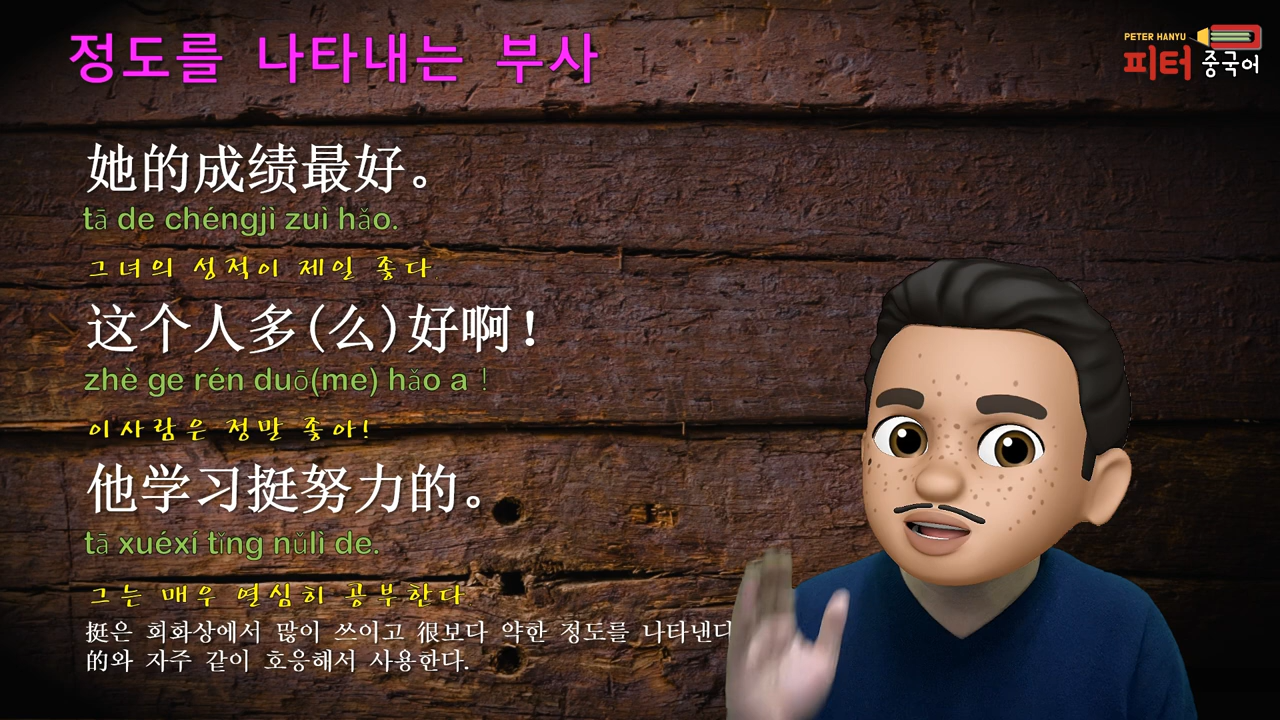 정도를 나타내는 부사
PETER HANYU
피터 중국어
她的成绩最好。
tā de chéngjì zuì hǎo.
그녀의 성적이 제일 좋다.
这个人多(么)好啊!
zhè ge rén duō(me) hǎo a !
이사람은 정말 좋아!
他学习挺努力的。
tā xuéxí tǐng nǔlì de.
그는 매우 열심히 공부한다
挺은 회화상에서 많이 쓰이고 很보다 약한 정도를 나타낸다
的와 자주 같이 호응해서 사용한다.